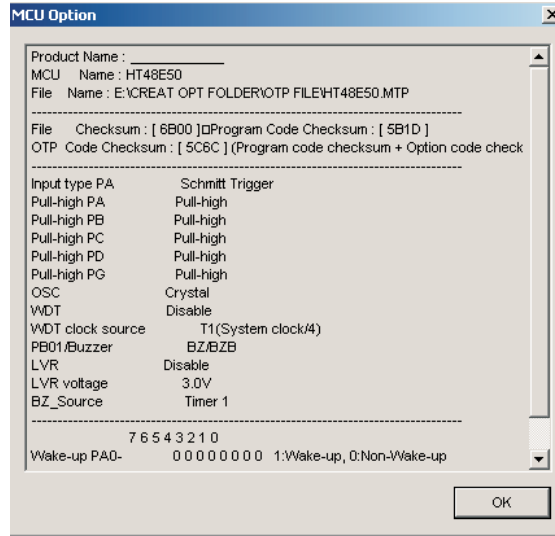 MCU Option
Product Name : ____________
MCU Name : HT48E50
File Name : E:\CREAT OPT FOLDER\OTP FILE\HT48E50.MTP
--------------------------------------------------------------------------------
File Checksum : [ 6B00 ]□Program Code Checksum : [ 5B1D ]
OTP Code Checksum : [ 5C6C ] (Program code checksum + Option code check
--------------------------------------------------------------------------------
Input type PA Schmitt Trigger
Pull-high PA Pull-high
Pull-high PB Pull-high
Pull-high PC Pull-high
Pull-high PD Pull-high
Pull-high PG Pull-high
OSC Crystal
WDT Disable
WDT clock source T1(System clock/4)
PB01/Buzzer BZ/BZB
LVR Disable
LVR voltage 3.0V
BZ_Source Timer 1
--------------------------------------------------------------------------------
7 6 5 4 3 2 1 0
Wake-up PA0- 0 0 0 0 0 0 0 0 1:Wake-up, 0:Non-Wake-up
OK